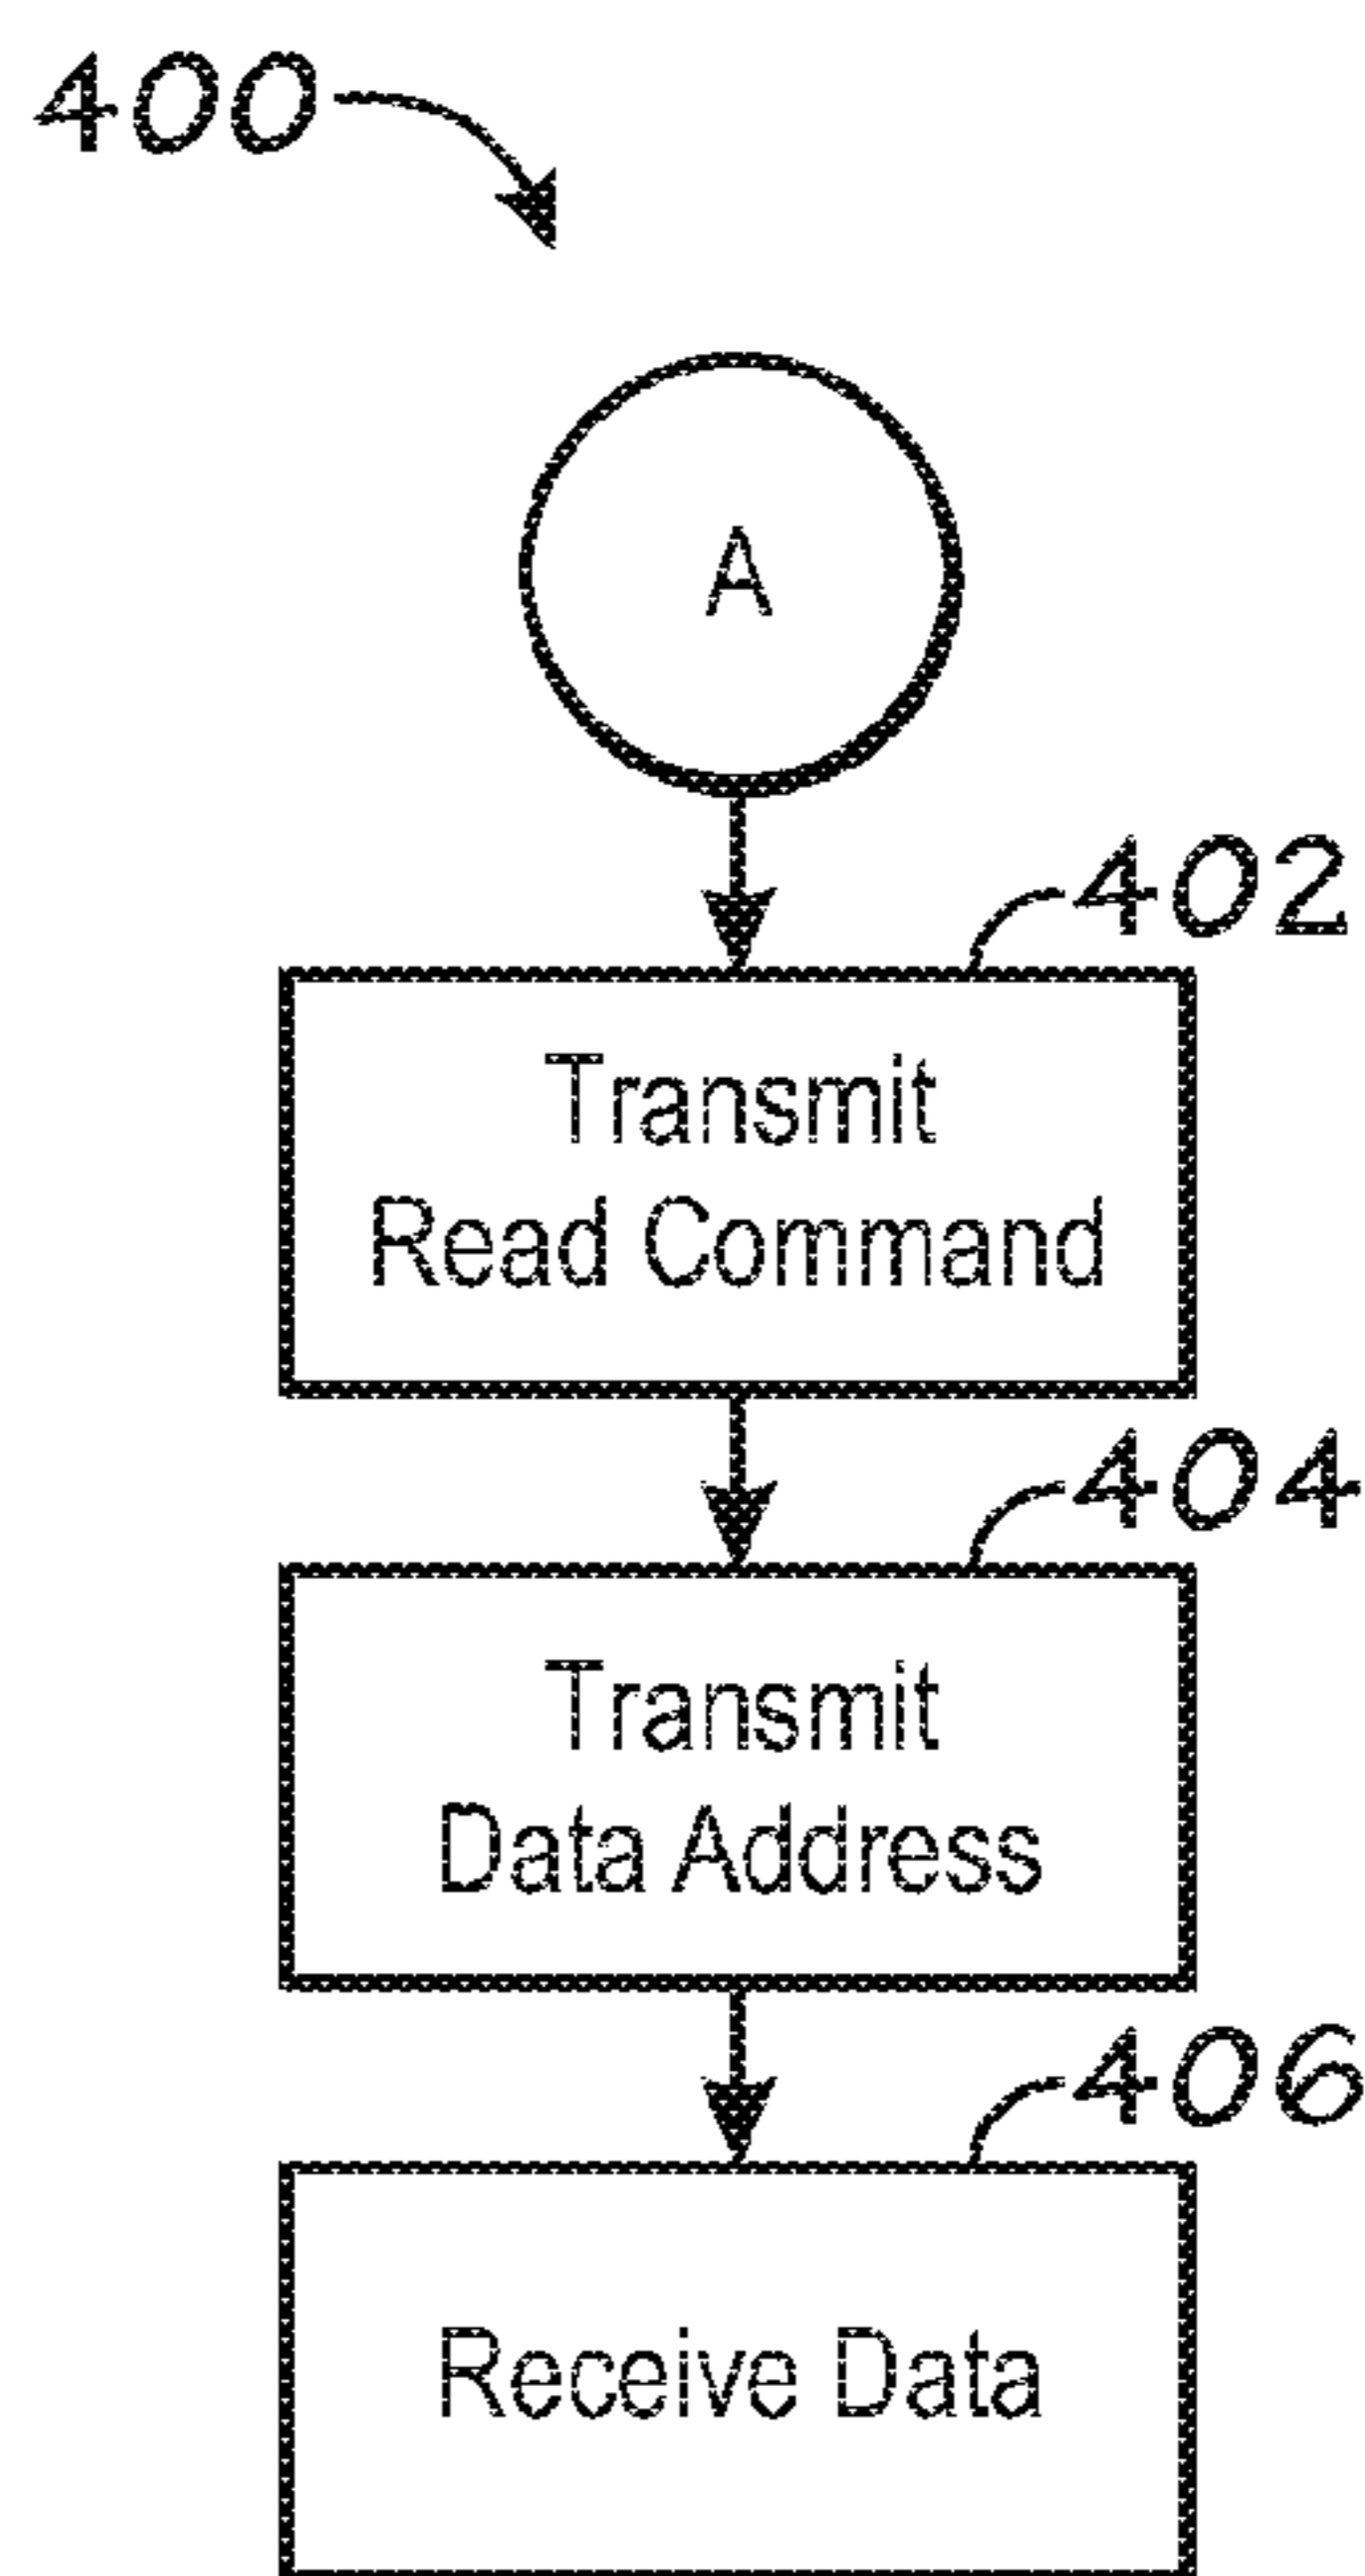 400
A
402
Transmit
Read Command
404
Transmit
Data Address
406
Receive Data